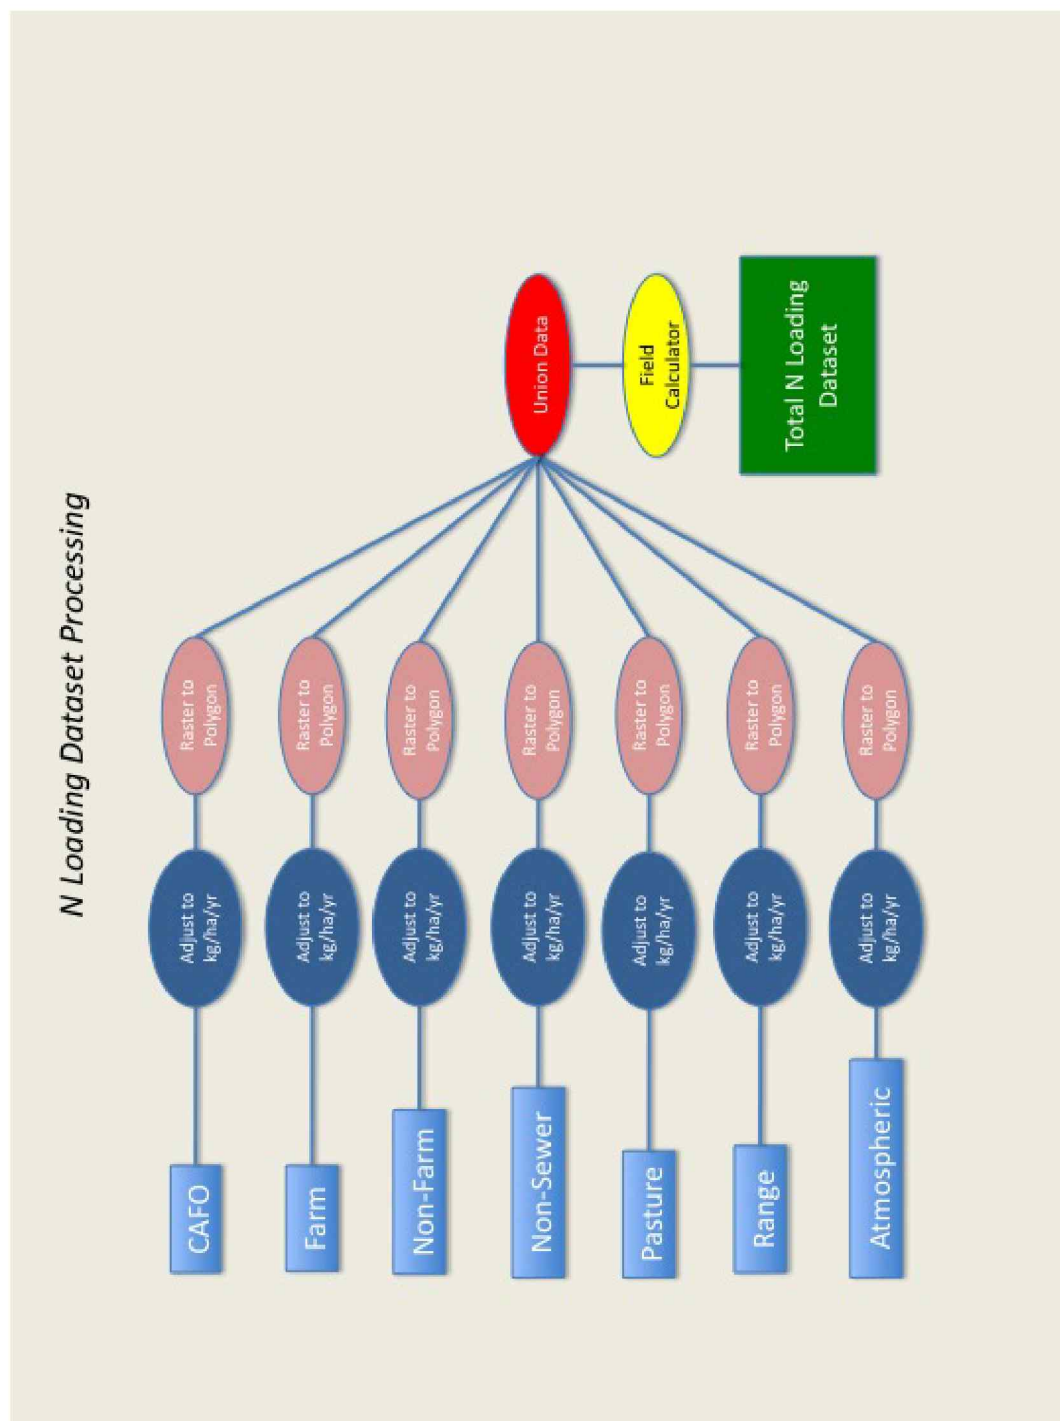 N Loading Dataset Processing
CAFO
Adjust to
kg/ha/yr
Raster to
Polygon
Farm
Adjust to
kg/ha/yr
Raster to
Polygon
Non-Farm
Adjust to
kg/ha/yr
Raster to
Polygon
Non-Sewer
Adjust to
kg/ha/yr
Raster to
Polygon
Pasture
Adjust to
kg/ha/yr
Raster to
Polygon
Range
Adjust to
kg/ha/yr
Raster to
Polygon
Atmospheric
Adjust to
kg/ha/yr
Raster to
Polygon
Union Data
Field
Calculator
Total N Loading
Dataset